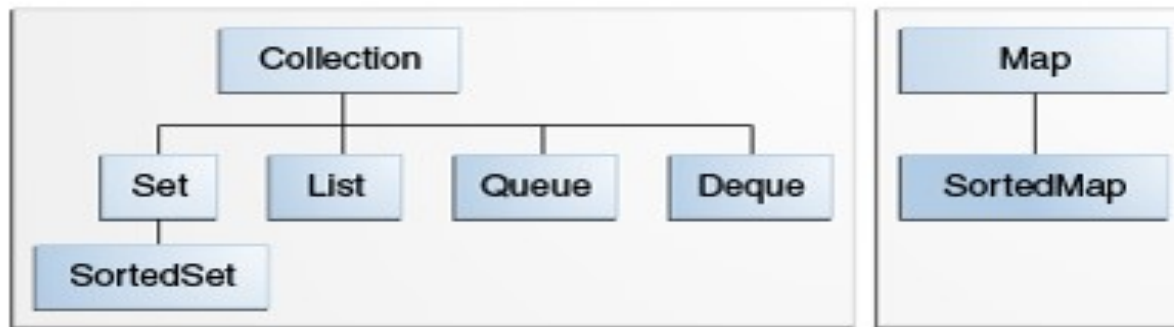 Collection
Map
Set
List
Queue
Deque
SortedMap
SortedSet